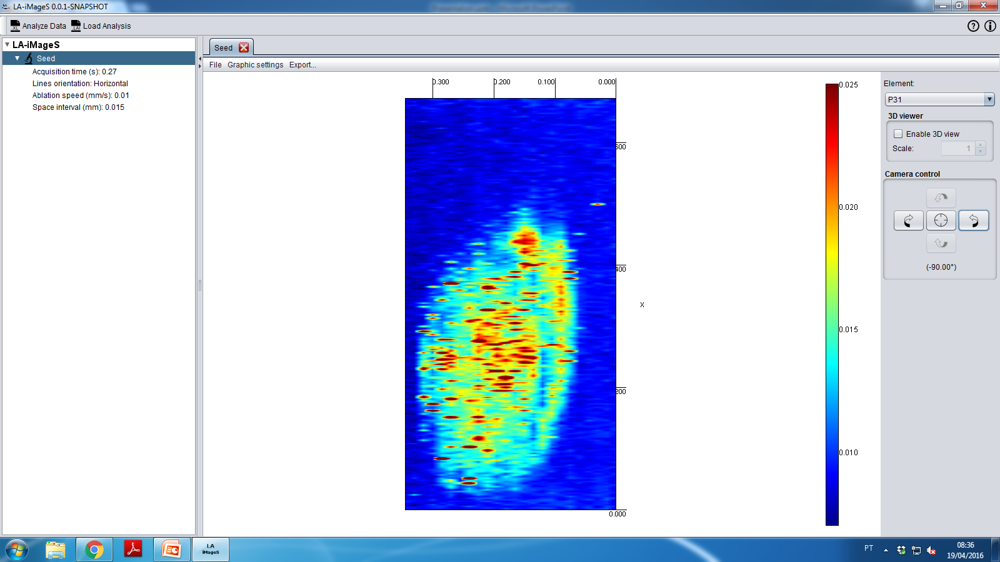 LA-iMageS 0.0.1-SNAPSHOT
Analyze Data
Load Analysis
LA-iMageS
Seed
Acquisition time (s): 0.27
Lines orientation: Horizontal
Ablation speed (mm/s): 0.01
Space interval (mm): 0.015
Seed
File Graphic settings Export...
0.300 0.200 0.100 0.000
600
400
X
200
0.000
0.025
0.020
0.015
0.010
Element:
P31
3D viewer
Enable 3D view
Scale: 1
Camera control
(-90.00°)
LA
iMageS
PT
08:36
19/04/2016